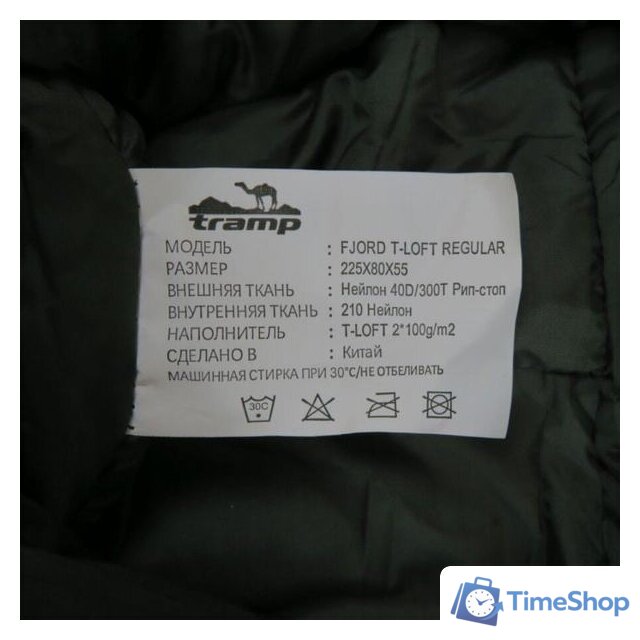 tramp
МОДЕЛЬ : FJORD T-LOFT REGULAR
РАЗМЕР : 225X80X55
ВНЕШНЯЯ ТКАНЬ : Нейлон 40D/300T Рип-стоп
ВНУТРЕННЯЯ ТКАНЬ : 210 Нейлон
НАПОЛНИТЕЛЬ : T-LOFT 2*100g/m2
СДЕЛАНО В : Китай
МАШИННАЯ СТИРКА ПРИ 30°С/НЕ ОТБЕЛИВАТЬ
30C
TimeShop